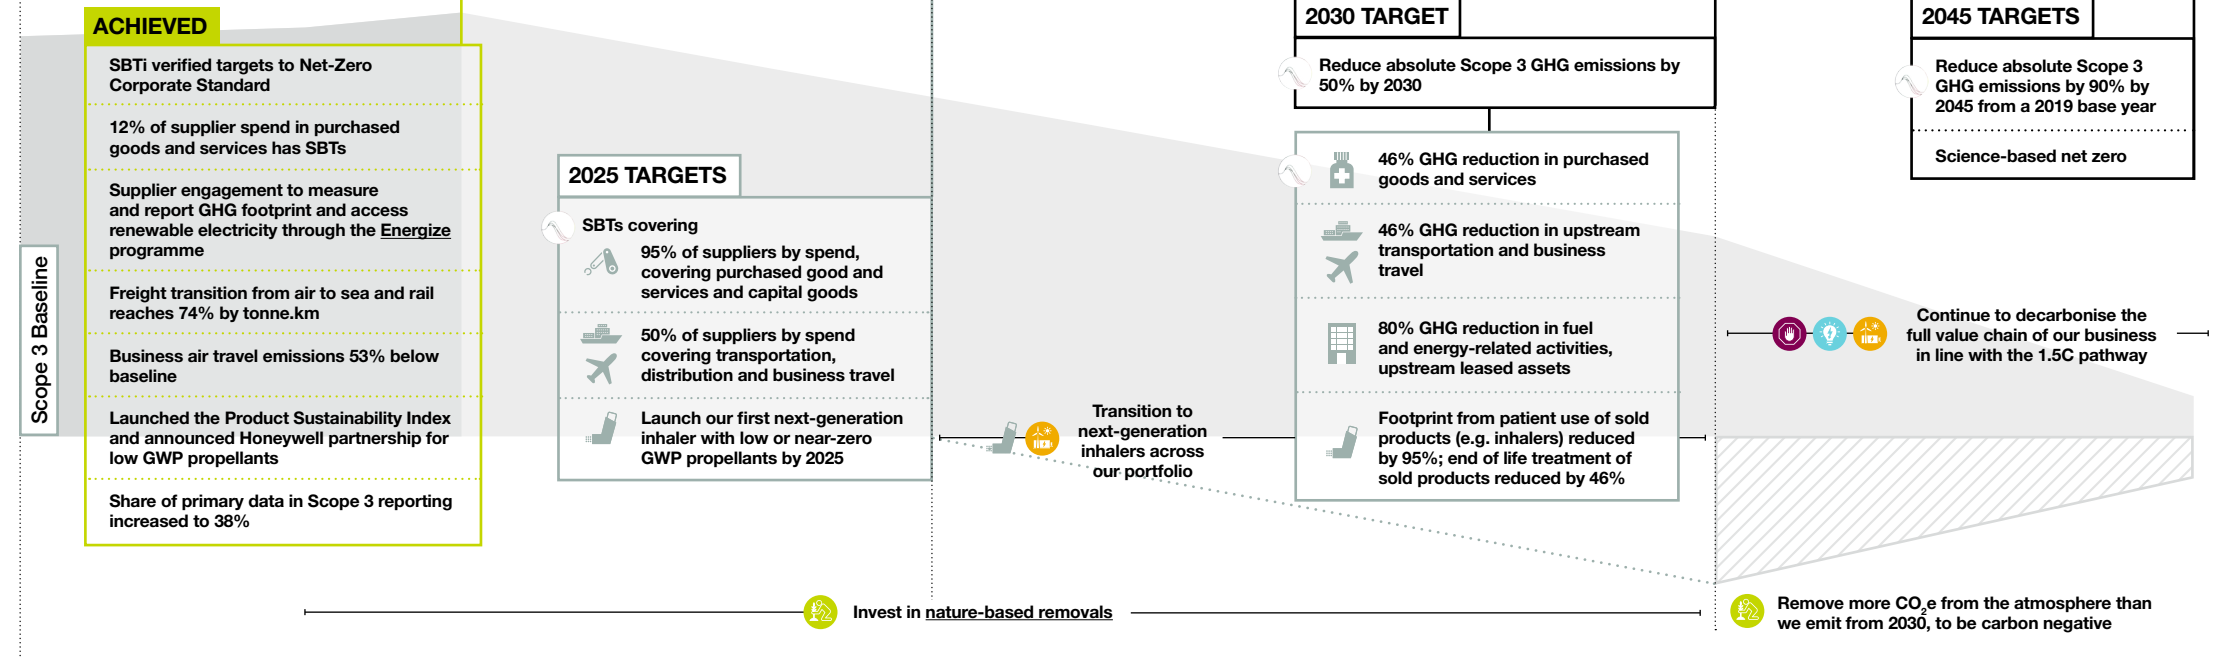 Scope 3 Baseline
ACHIEVED
SBTi verified targets to Net-Zero
Corporate Standard
12% of supplier spend in purchased
goods and services has SBTs
Supplier engagement to measure
and report GHG footprint and access
renewable electricity through the Energize
programme
Freight transition from air to sea and rail
reaches 74% by tonne.km
Business air travel emissions 53% below
baseline
Launched the Product Sustainability Index
and announced Honeywell partnership for
low GWP propellants
Share of primary data in Scope 3 reporting
increased to 38%
2025 TARGETS
SBTs covering
95% of suppliers by spend,
covering purchased good and
services and capital goods
50% of suppliers by spend
covering transportation,
distribution and business travel
Launch our first next-generation
inhaler with low or near-zero
GWP propellants by 2025
Transition to
next-generation
inhalers across
our portfolio
2030 TARGET
Reduce absolute Scope 3 GHG emissions by
50% by 2030
46% GHG reduction in purchased
goods and services
46% GHG reduction in upstream
transportation and business
travel
80% GHG reduction in fuel
and energy-related activities,
upstream leased assets
Footprint from patient use of sold
products (e.g. inhalers) reduced
by 95%; end of life treatment of
sold products reduced by 46%
2045 TARGETS
Reduce absolute Scope 3
GHG emissions by 90% by
2045 from a 2019 base year
Science-based net zero
Continue to decarbonise the
full value chain of our business
in line with the 1.5C pathway
Invest in nature-based removals
Remove more CO₂e from the atmosphere than
we emit from 2030, to be carbon negative